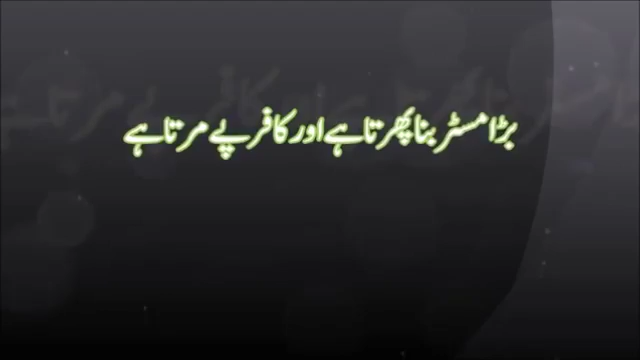 بڑا مسٹر بنا پھرتا ہے اور کافر پے مرتا ہے